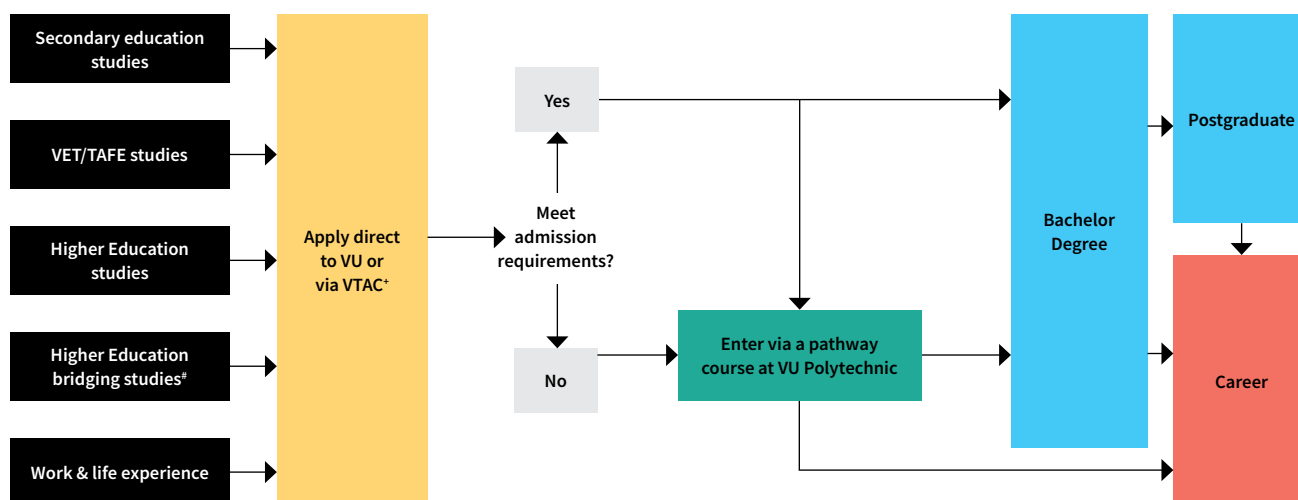 Secondary education
studies
VET/TAFE studies
Higher Education
studies
Higher Education
bridging studies#
Work & life experience
Apply direct
to VU or
via VTAC+
Yes
Meet
admission
requirements?
No
Enter via a pathway
course at VU Polytechnic
Bachelor
Degree
Postgraduate
Career